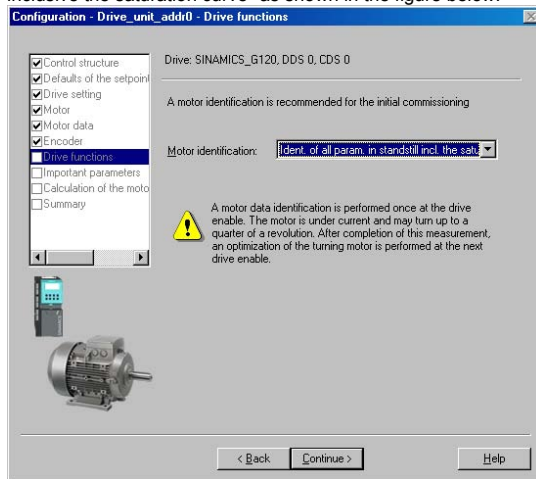 inclusive the saturation curve" as shown in the figure below.
Configuration - Drive_unit_addr0 - Drive functions
Control structure
Defaults of the setpoint
Drive setting
Motor
Motor data
Encoder
Drive functions
Important parameters
Calculation of the moto
Summary
Drive: SINAMICS_G120, DDS 0, CDS 0
A motor identification is recommended for the initial commissioning
Motor identification:
Ident. of all param. in standstill incl. the satu
A motor data identification is performed once at the drive
enable. The motor is under current and may turn up to a
quarter of a revolution. After completion of this measurement,
an optimization of the turning motor is performed at the next
drive enable.
< Back
Continue >
Help